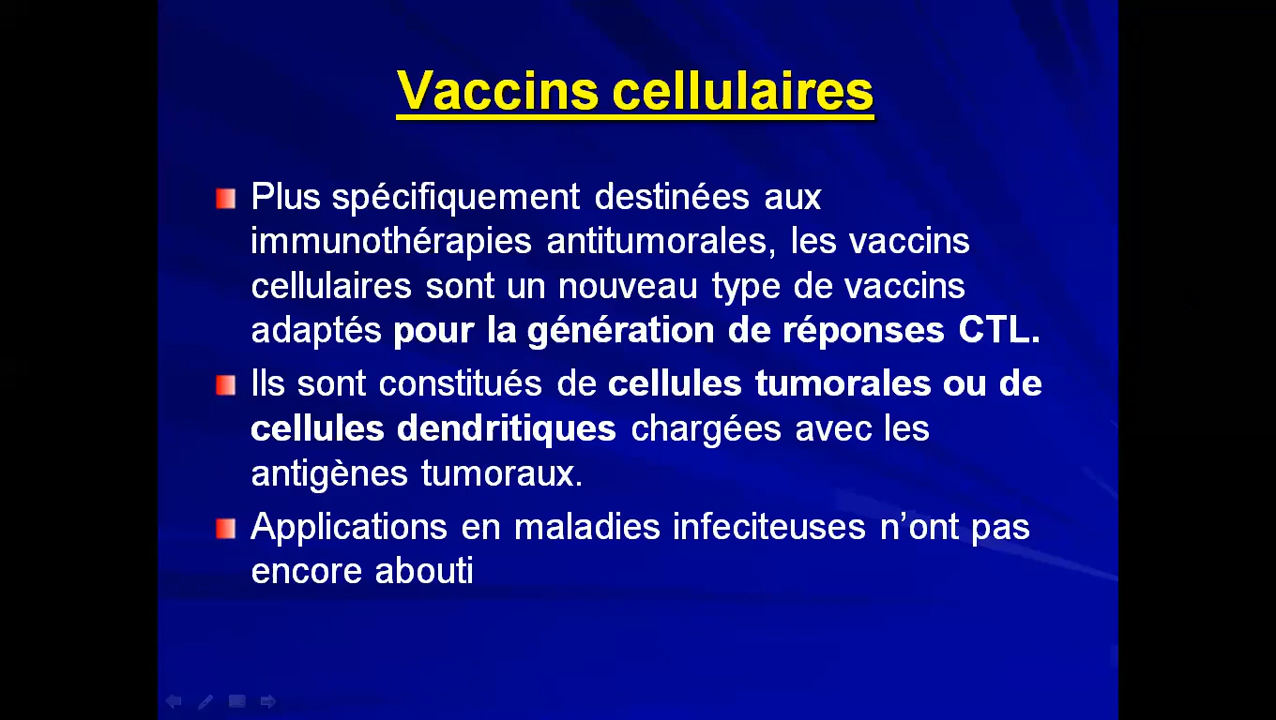 Vaccins cellulaires
Plus spécifiquement destinées aux
immunothérapies antitumorales, les vaccins
cellulaires sont un nouveau type de vaccins
adaptés pour la génération de réponses CTL.
Ils sont constitués de cellules tumorales ou de
cellules dendritiques chargées avec les
antigènes tumoraux.
Applications en maladies infeciteuses n’ont pas
encore abouti